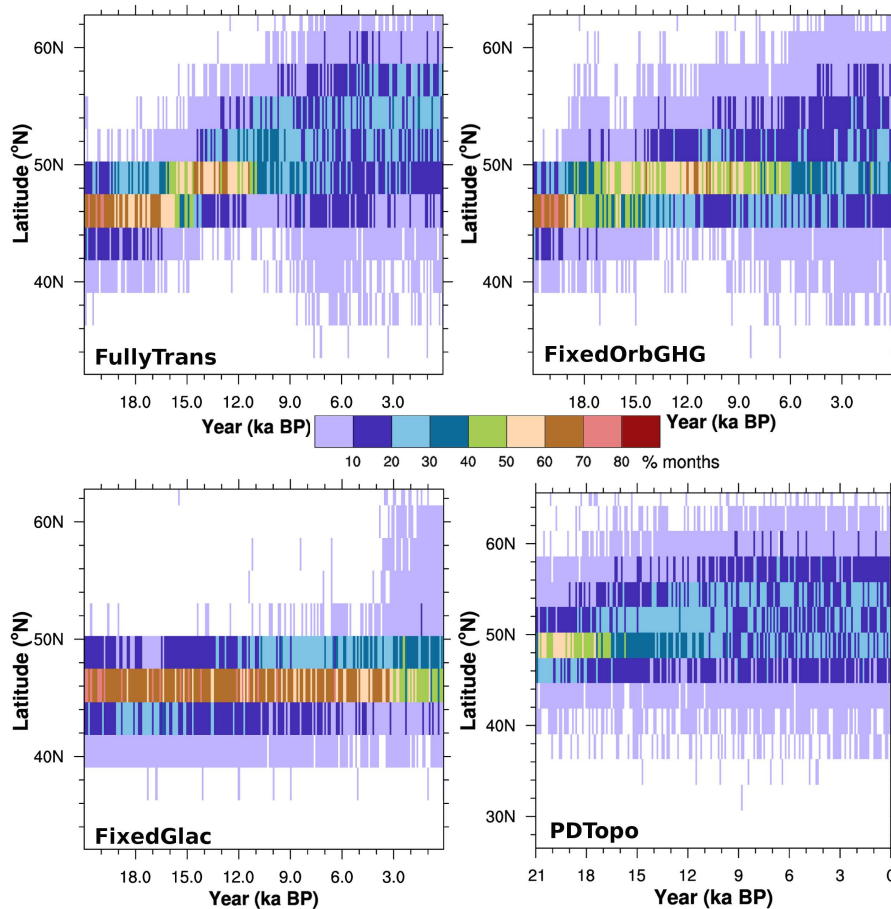 60N
50N
40N
Latitude (°N)
FullyTrans
18.0 15.0 12.0 9.0 6.0 3.0
Year (ka BP)
60N
50N
40N
Latitude (°N)
FixedOrbGHG
18.0 15.0 12.0 9.0 6.0 3.0
Year (ka BP)
10 20 30 40 50 60 70 80 % months
60N
50N
40N
Latitude (°N)
FixedGlac
18.0 15.0 12.0 9.0 6.0 3.0
Year (ka BP)
60N
50N
40N
30N
Latitude (°N)
PDTopo
21 18 15 12 9 6 3 0
Year (ka BP)